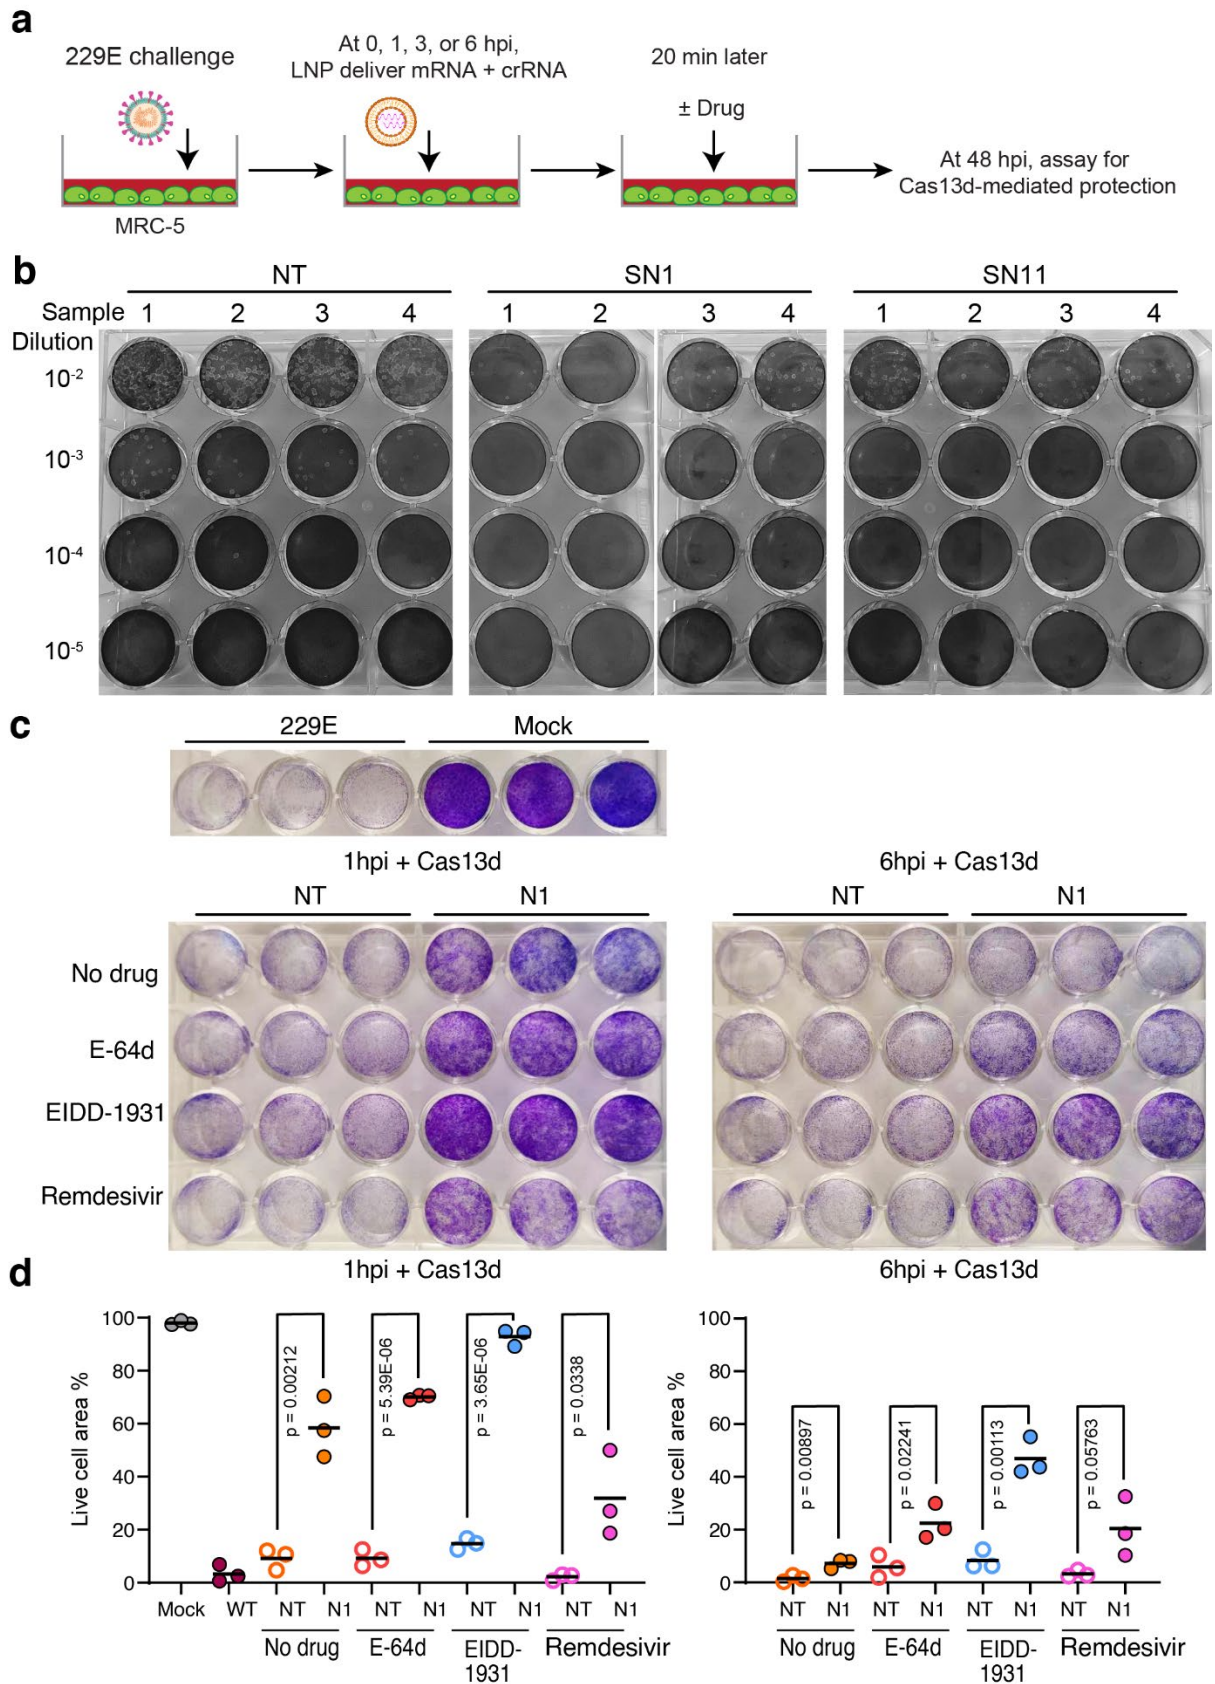 a
229E challenge
At 0, 1, 3, or 6 hpi,
LNP deliver mRNA + crRNA
20 min later
± Drug
At 48 hpi, assay for
Cas13d-mediated protection
MRC-5
b
NT SN1 SN11
Sample 1 2 3 4 1 2 3 4 1 2 3 4
Dilution
10-2
10-3
10-4
10-5
c
229E Mock
1hpi + Cas13d 6hpi + Cas13d
NT N1 NT N1
No drug
E-64d
EIDD-1931
Remdesivir
1hpi + Cas13d 6hpi + Cas13d
d
Live cell area %
100
80
60
40
20
0
p = 0.00212
p = 5.39E-06
p = 3.65E-06
p = 0.0338
Mock WT NT N1 NT N1 NT N1 NT N1
No drug E-64d EIDD-1931 Remdesivir
Live cell area %
100
80
60
40
20
0
p = 0.00897
p = 0.02241
p = 0.00113
p = 0.05763
NT N1 NT N1 NT N1 NT N1
No drug E-64d EIDD-1931 Remdesivir